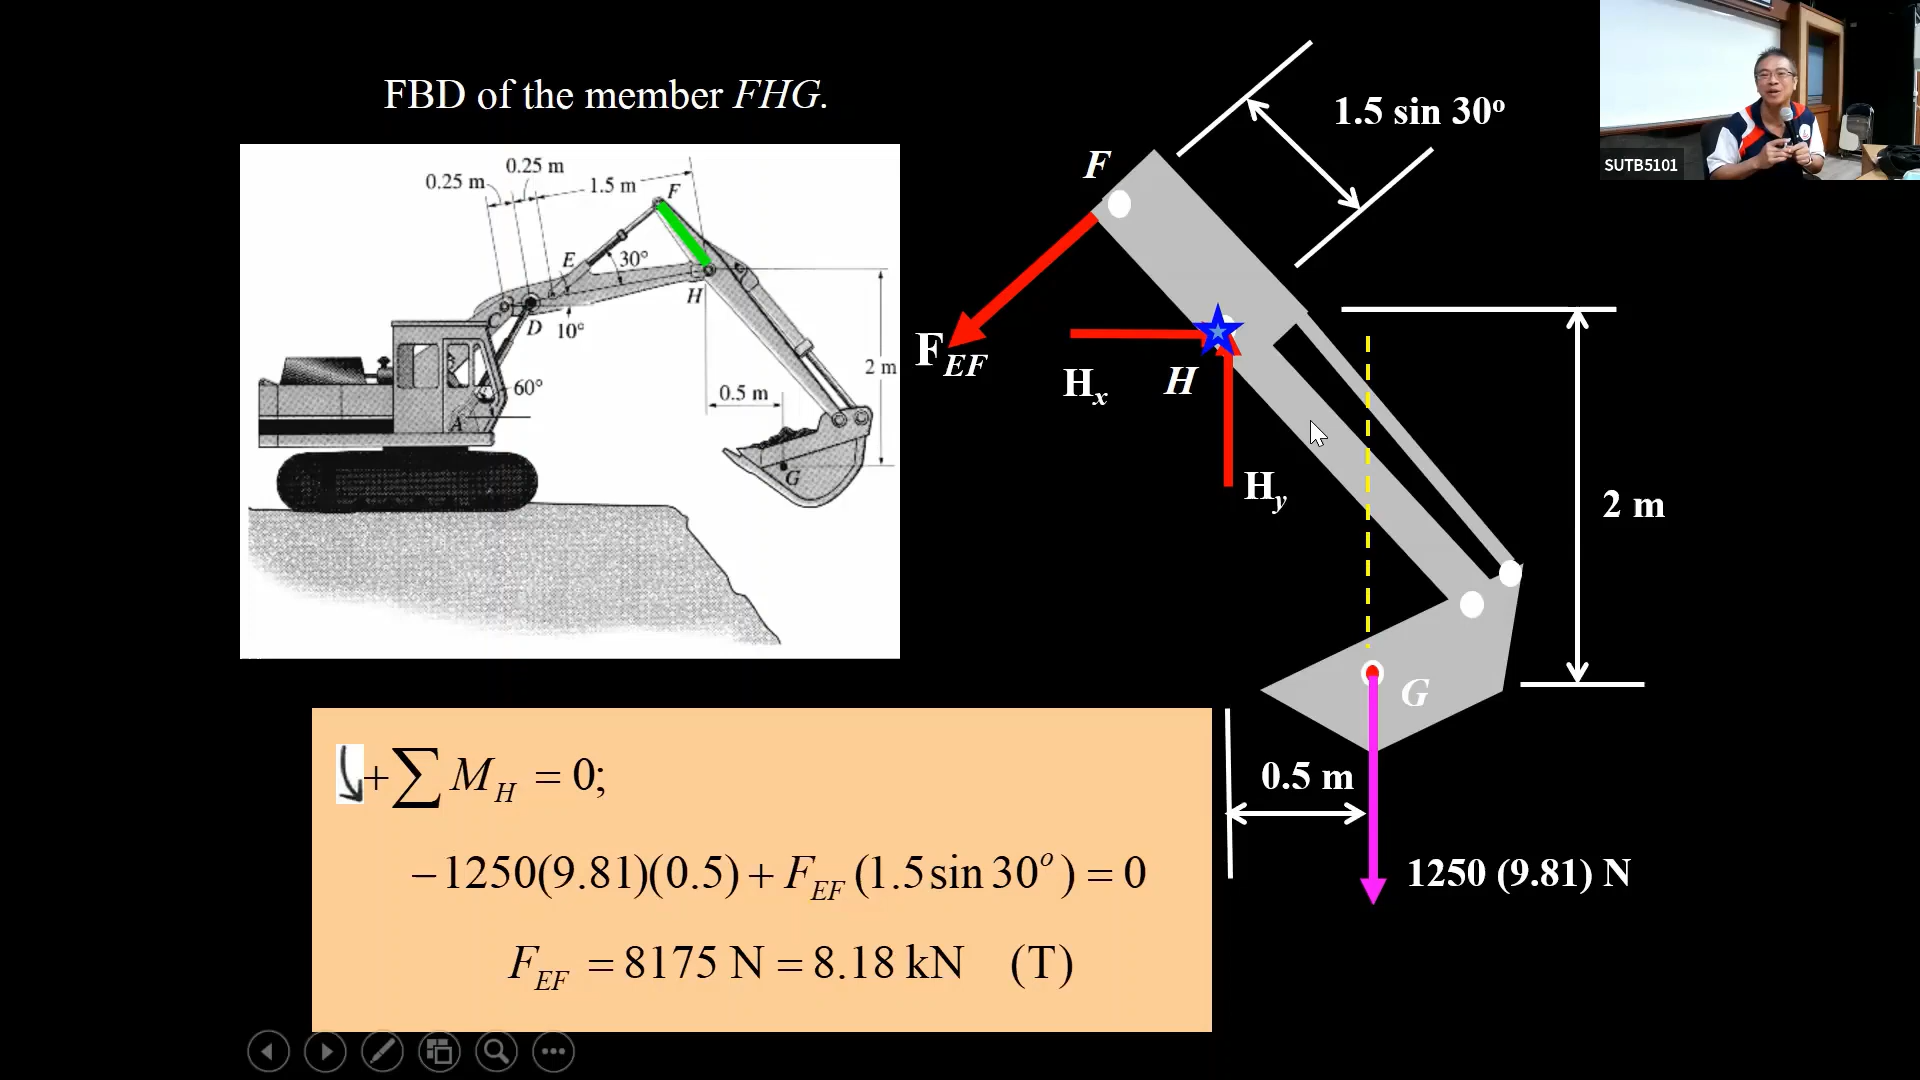 FBD of the member FHG.
0.25 m
0.25 m
1.5 m
F
E
30°
H
C
D
10°
2 m
0.5 m
60°
A
G
1.5 sin 30º
F
F_EF
H_x
H
H_y
2 m
G
0.5 m
1250 (9.81) N
+∑M_H = 0;
−1250(9.81)(0.5) + F_EF (1.5 sin 30°) = 0
F_EF = 8175 N = 8.18 kN (T)
SUTB5101